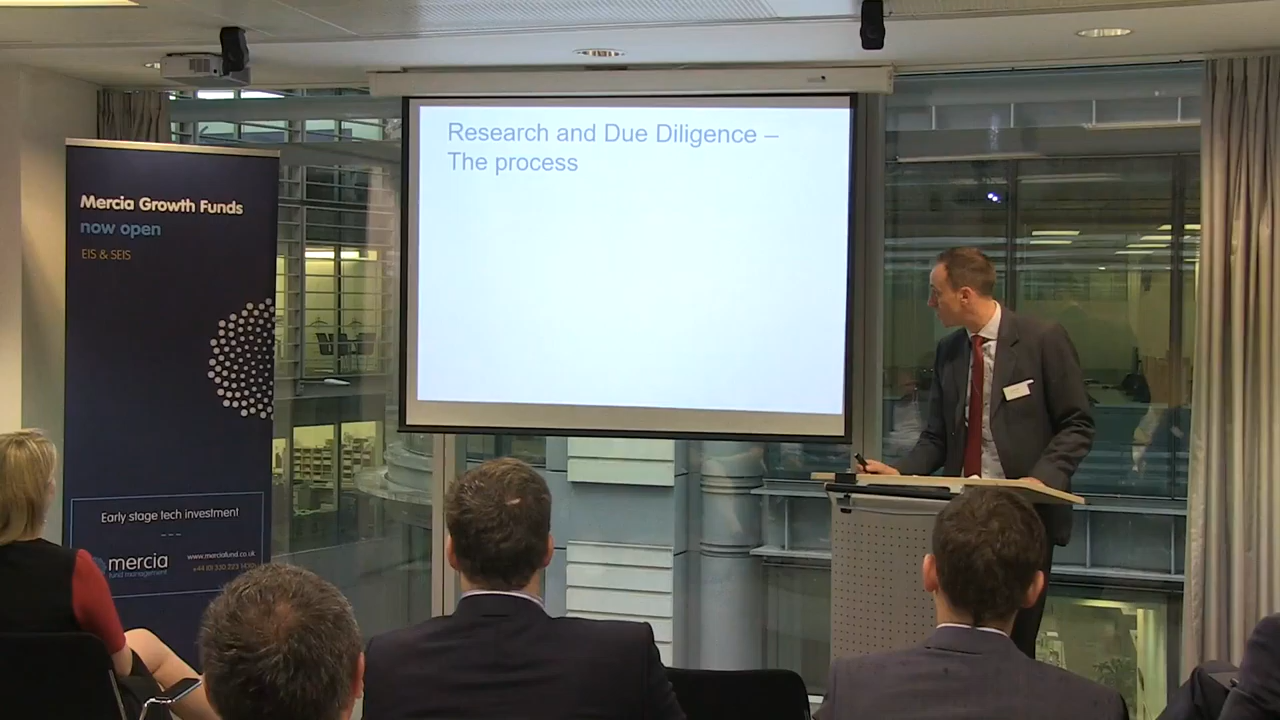 Research and Due Diligence –
The process
Mercia Growth Funds
now open
EIS & SEIS
Early stage tech investment
mercia
fund management
www.merciafund.co.uk